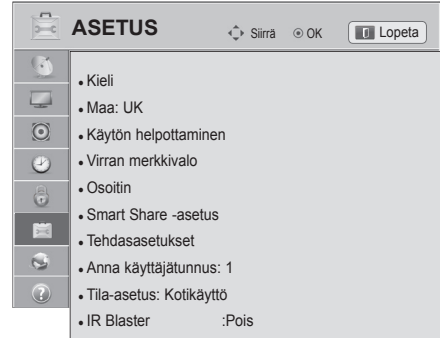 ASETUS
Siirrä OK Lopeta
• Kieli
• Maa: UK
• Käytön helpottaminen
• Virran merkkivalo
• Osoitin
• Smart Share -asetus
• Tehdasasetukset
• Anna käyttäjätunnus: 1
• Tila-asetus: Kotikäyttö
• IR Blaster :Pois